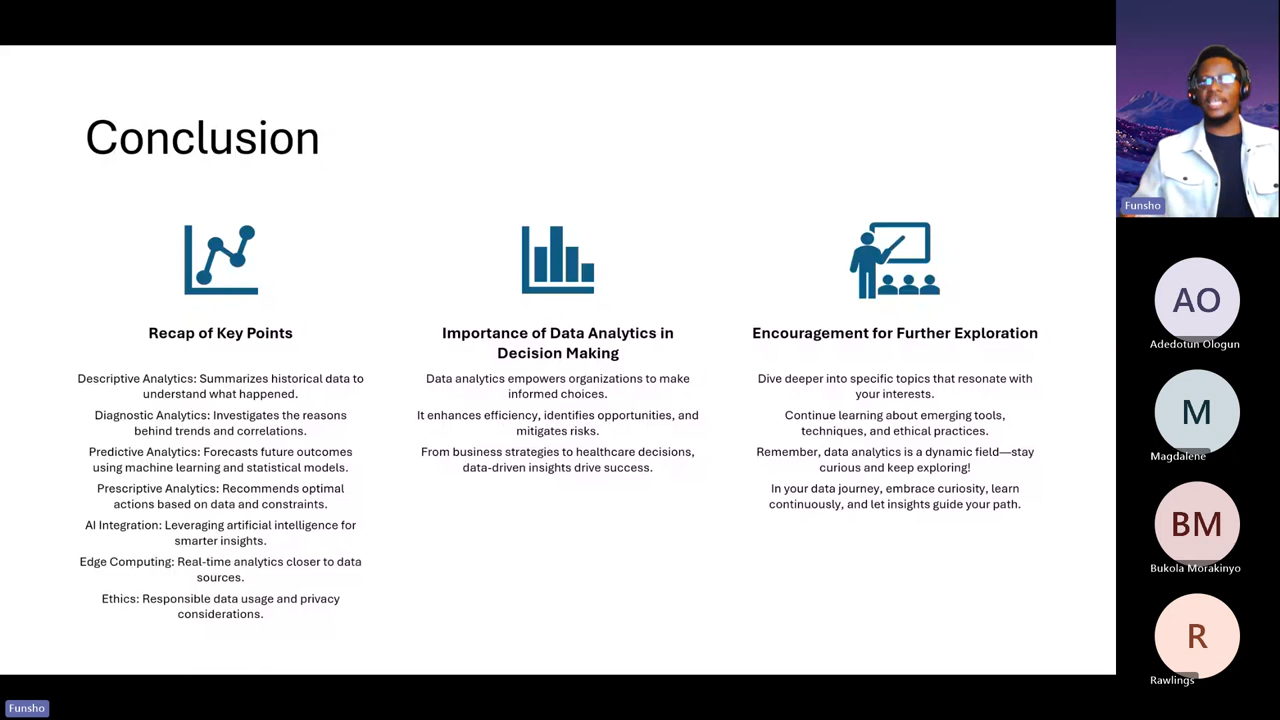 Conclusion
Recap of Key Points
Descriptive Analytics: Summarizes historical data to
understand what happened.
Diagnostic Analytics: Investigates the reasons
behind trends and correlations.
Predictive Analytics: Forecasts future outcomes
using machine learning and statistical models.
Prescriptive Analytics: Recommends optimal
actions based on data and constraints.
AI Integration: Leveraging artificial intelligence for
smarter insights.
Edge Computing: Real-time analytics closer to data
sources.
Ethics: Responsible data usage and privacy
considerations.
Importance of Data Analytics in
Decision Making
Data analytics empowers organizations to make
informed choices.
It enhances efficiency, identifies opportunities, and
mitigates risks.
From business strategies to healthcare decisions,
data-driven insights drive success.
Encouragement for Further Exploration
Dive deeper into specific topics that resonate with
your interests.
Continue learning about emerging tools,
techniques, and ethical practices.
Remember, data analytics is a dynamic field—stay
curious and keep exploring!
In your data journey, embrace curiosity, learn
continuously, and let insights guide your path.
Funsho
AO
Adedotun Ologun
M
Magdalene
BM
Bukola Morakinyo
R
Rawlings
Funsho